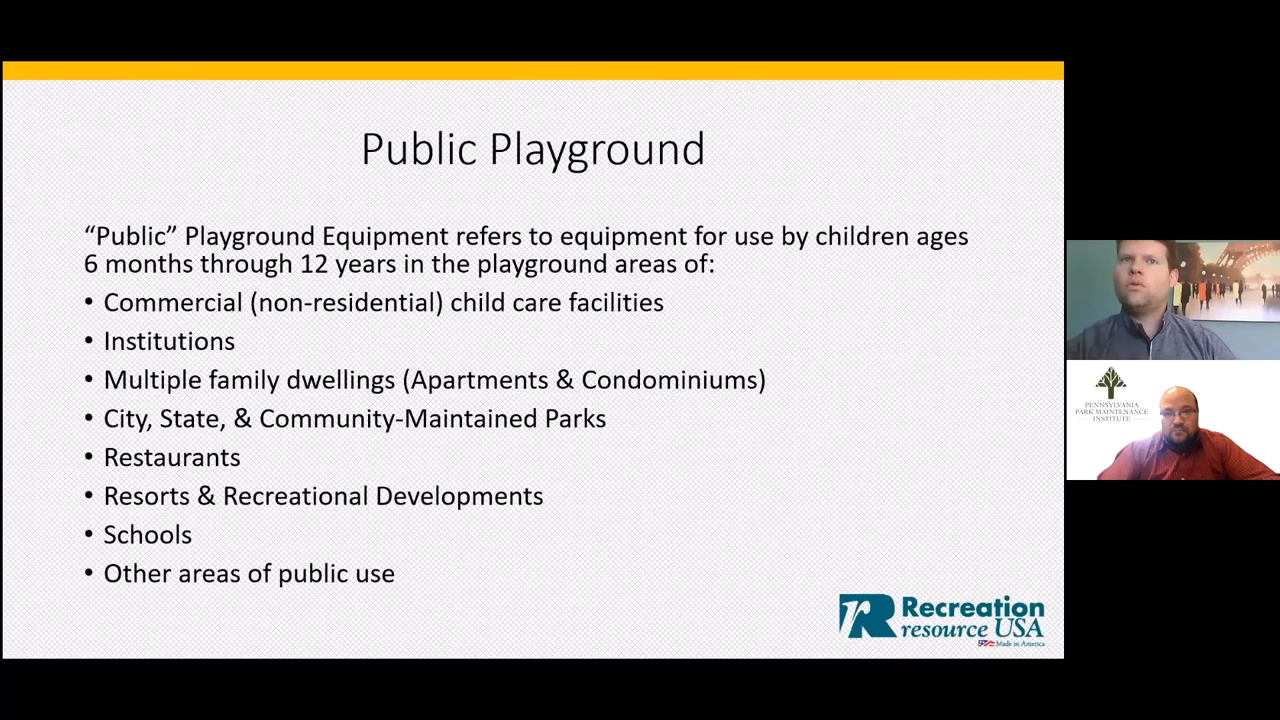 Public Playground
“Public” Playground Equipment refers to equipment for use by children ages
6 months through 12 years in the playground areas of:
• Commercial (non-residential) child care facilities
• Institutions
• Multiple family dwellings (Apartments & Condominiums)
• City, State, & Community-Maintained Parks
• Restaurants
• Resorts & Recreational Developments
• Schools
• Other areas of public use
Recreation
resource USA
Made in America
PENNSYLVANIA
PARK MAINTENANCE
INSTITUTE